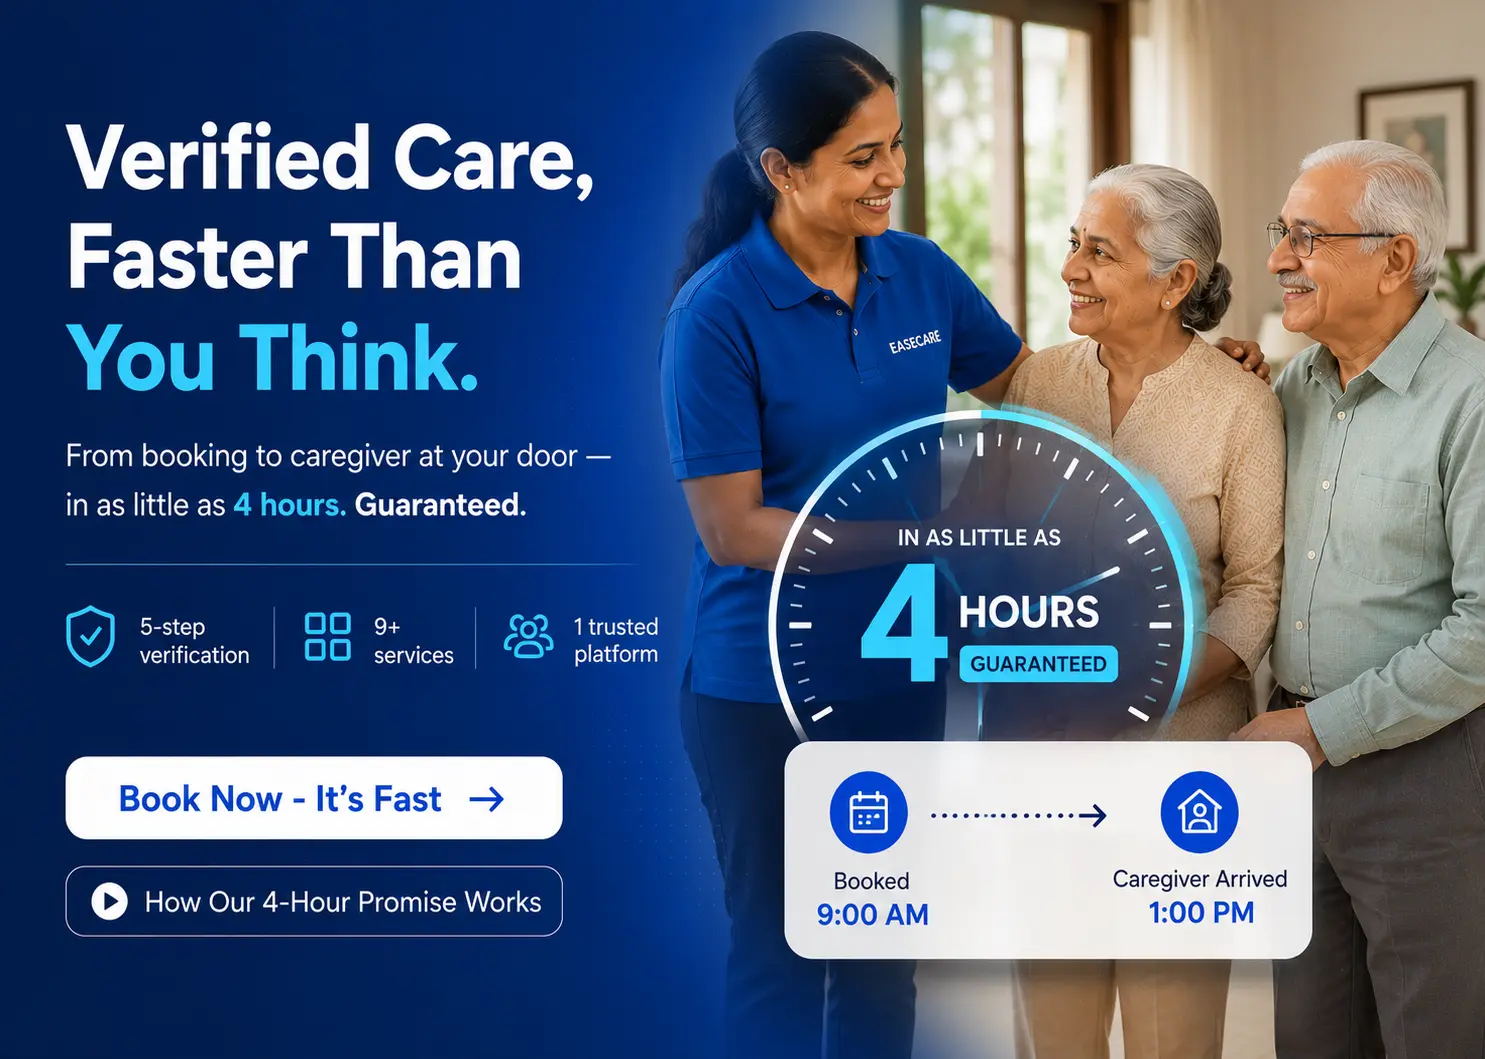 Verified Care,
Faster Than
You Think.
From booking to caregiver at your door —
in as little as 4 hours. Guaranteed.
5-step
verification
9+
services
1 trusted
platform
Book Now - It's Fast
How Our 4-Hour Promise Works
EASECARE
IN AS LITTLE AS
4 HOURS
GUARANTEED
Booked
9:00 AM
Caregiver Arrived
1:00 PM